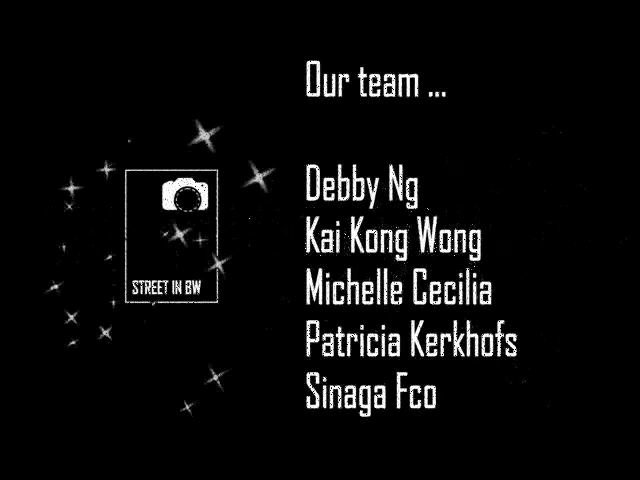 Our team ...
Debby Ng
Kai Kong Wong
Michelle Cecilia
Patricia Kerkhofs
Sinaga Fco
STREET IN BW